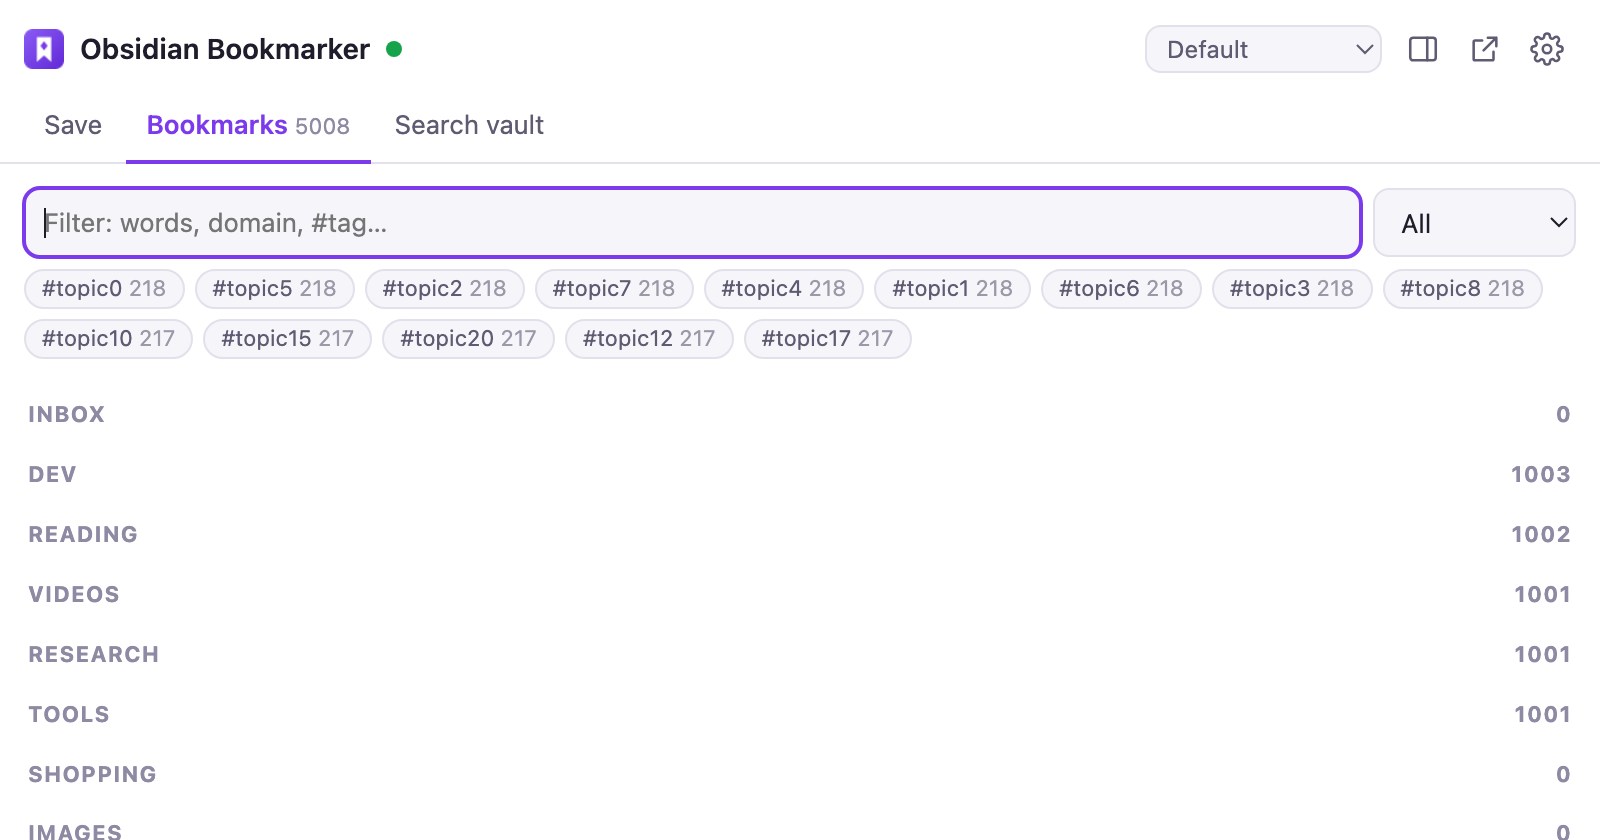 Obsidian Bookmarker
Default
Save
Bookmarks 5008
Search vault
Filter: words, domain, #tag...
All
#topic0 218
#topic5 218
#topic2 218
#topic7 218
#topic4 218
#topic1 218
#topic6 218
#topic3 218
#topic8 218
#topic10 217
#topic15 217
#topic20 217
#topic12 217
#topic17 217
INBOX 0
DEV 1003
READING 1002
VIDEOS 1001
RESEARCH 1001
TOOLS 1001
SHOPPING 0
IMAGES 0